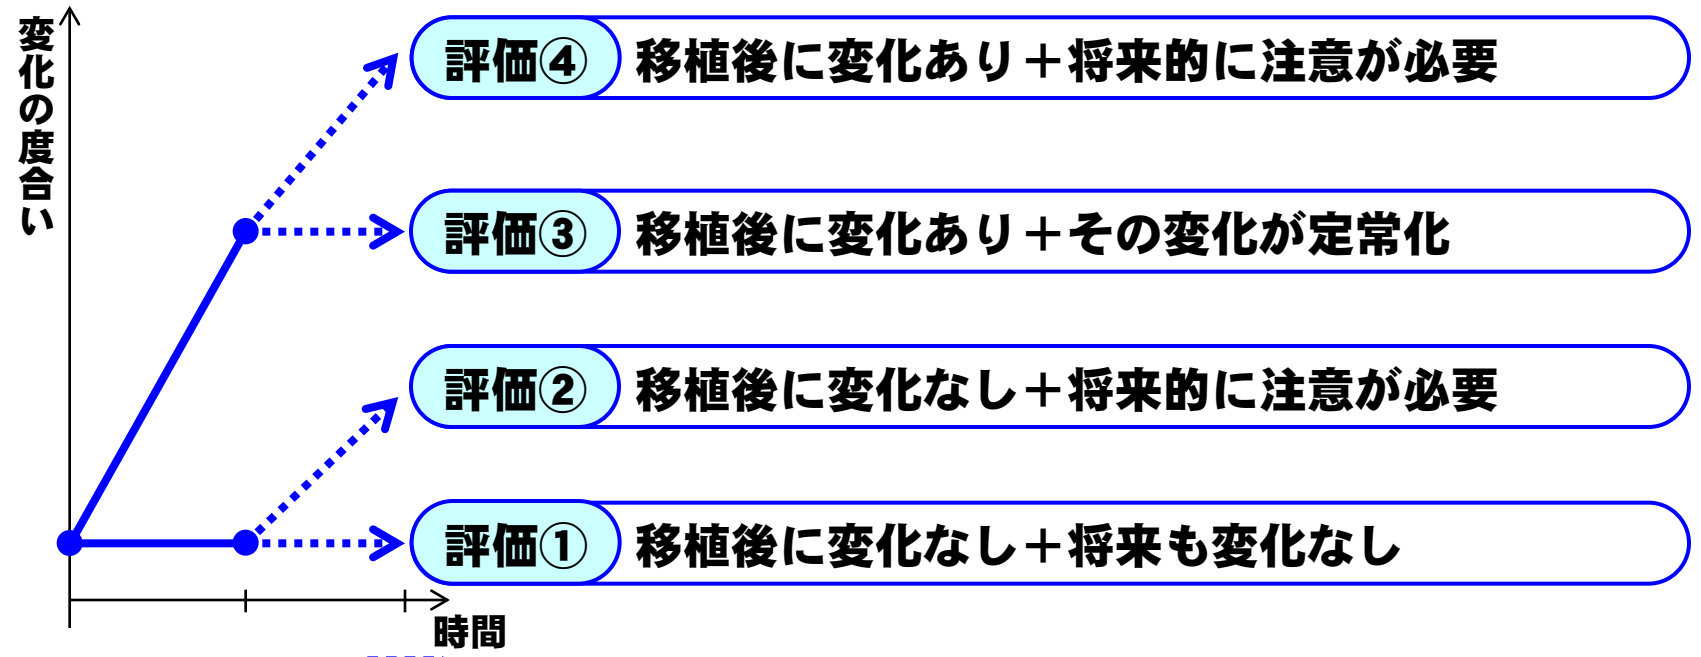 変化の度合い
評価④ 移植後に変化あり＋将来的に注意が必要
評価③ 移植後に変化あり＋その変化が定常化
評価② 移植後に変化なし＋将来的に注意が必要
評価① 移植後に変化なし＋将来も変化なし
時間